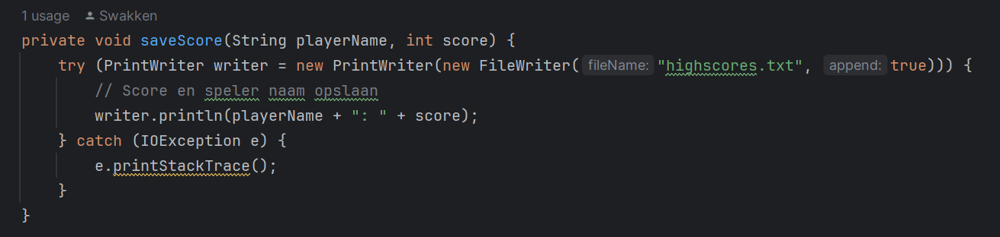 1 usage Swakken
private void saveScore(String playerName, int score) {
    try (PrintWriter writer = new PrintWriter(new FileWriter( fileName: "highscores.txt", append: true))) {
        // Score en speler naam opslaan
        writer.println(playerName + ": " + score);
    } catch (IOException e) {
        e.printStackTrace();
    }
}